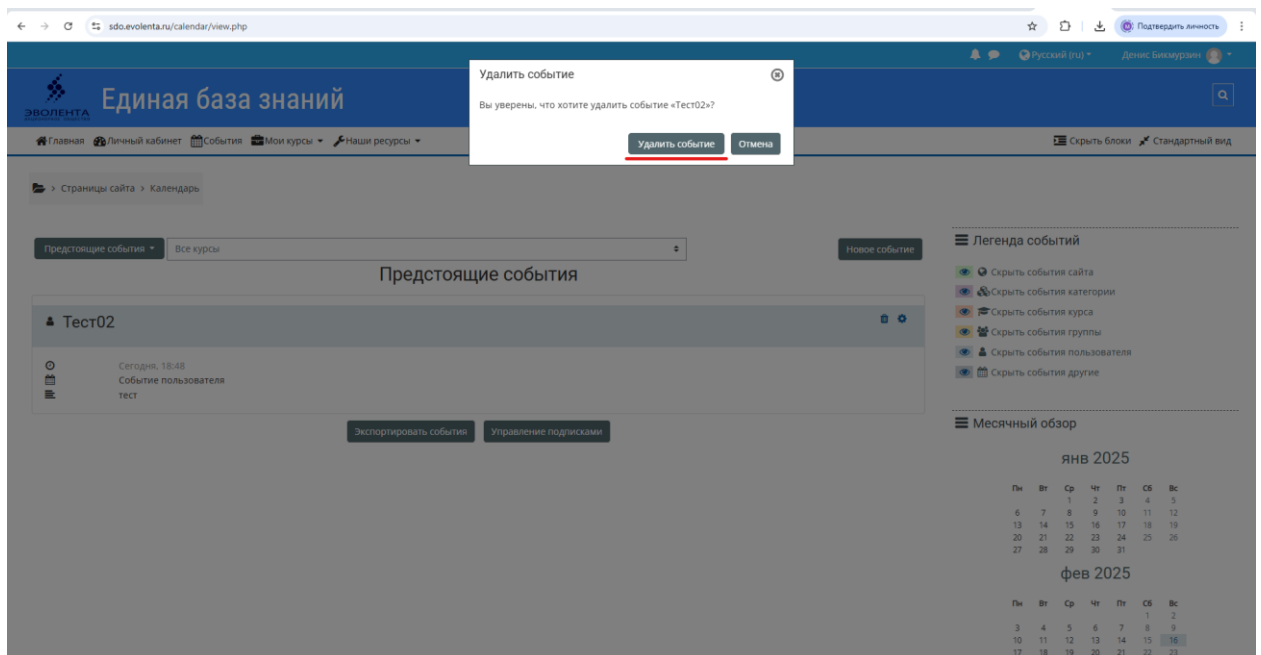 sdo.evolenta.ru/calendar/view.php
Подтвердить личность
Русский (ru)
Денис Бикмурзин
ЭВОЛЕНТА
Единая база знаний
Удалить событие
Вы уверены, что хотите удалить событие «Тест02»?
Удалить событие Отмена
Главная Личный кабинет События Мои курсы Наши ресурсы
Скрыть блоки Стандартный вид
> Страницы сайта > Календарь
Предстоящие события Все курсы Новое событие
Предстоящие события
Тест02
Сегодня, 18:48
Событие пользователя
тест
Экспортировать события Управление подписками
Легенда событий
Скрыть события сайта
Скрыть события категории
Скрыть события курса
Скрыть события группы
Скрыть события пользователя
Скрыть события другие
Месячный обзор
янв 2025
Пн Вт Ср Чт Пт Сб Вс
1 2 3 4 5
6 7 8 9 10 11 12
13 14 15 16 17 18 19
20 21 22 23 24 25 26
27 28 29 30 31
фев 2025
Пн Вт Ср Чт Пт Сб Вс
1 2
3 4 5 6 7 8 9
10 11 12 13 14 15 16
17 18 19 20 21 22 23